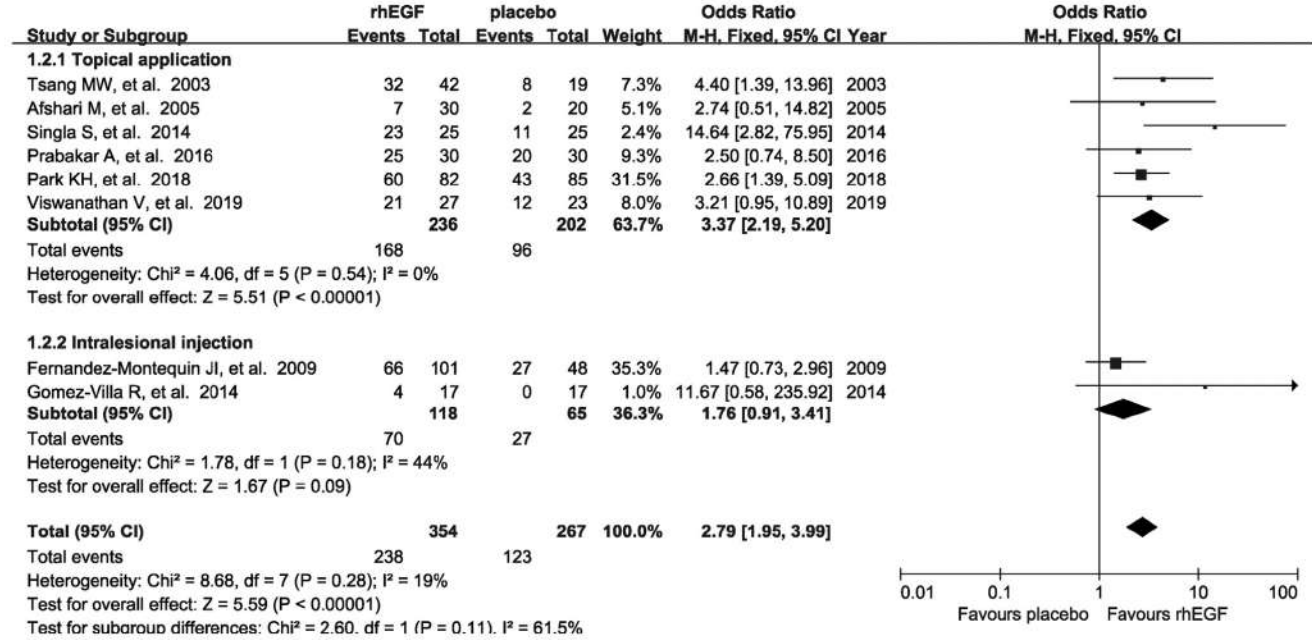 rhEGF placebo Odds Ratio Odds Ratio
Study or Subgroup Events Total Events Total Weight M-H, Fixed, 95% CI Year M-H, Fixed, 95% CI
1.2.1 Topical application
Tsang MW, et al. 2003 32 42 8 19 7.3% 4.40 [1.39, 13.96] 2003
Afshari M, et al. 2005 7 30 2 20 5.1% 2.74 [0.51, 14.82] 2005
Singla S, et al. 2014 23 25 11 25 2.4% 14.64 [2.82, 75.95] 2014
Prabakar A, et al. 2016 25 30 20 30 9.3% 2.50 [0.74, 8.50] 2016
Park KH, et al. 2018 60 82 43 85 31.5% 2.66 [1.39, 5.09] 2018
Viswanathan V, et al. 2019 21 27 12 23 8.0% 3.21 [0.95, 10.89] 2019
Subtotal (95% CI) 236 202 63.7% 3.37 [2.19, 5.20]
Total events 168 96
Heterogeneity: Chi² = 4.06, df = 5 (P = 0.54); I² = 0%
Test for overall effect: Z = 5.51 (P < 0.00001)
1.2.2 Intralesional injection
Fernandez-Montequin JI, et al. 2009 66 101 27 48 35.3% 1.47 [0.73, 2.96] 2009
Gomez-Villa R, et al. 2014 4 17 0 17 1.0% 11.67 [0.58, 235.92] 2014
Subtotal (95% CI) 118 65 36.3% 1.76 [0.91, 3.41]
Total events 70 27
Heterogeneity: Chi² = 1.78, df = 1 (P = 0.18); I² = 44%
Test for overall effect: Z = 1.67 (P = 0.09)
Total (95% CI) 354 267 100.0% 2.79 [1.95, 3.99]
Total events 238 123
Heterogeneity: Chi² = 8.68, df = 7 (P = 0.28); I² = 19%
Test for overall effect: Z = 5.59 (P < 0.00001)
Test for subgroup differences: Chi² = 2.60, df = 1 (P = 0.11), I² = 61.5%
0.01 0.1 1 10 100
Favours placebo Favours rhEGF